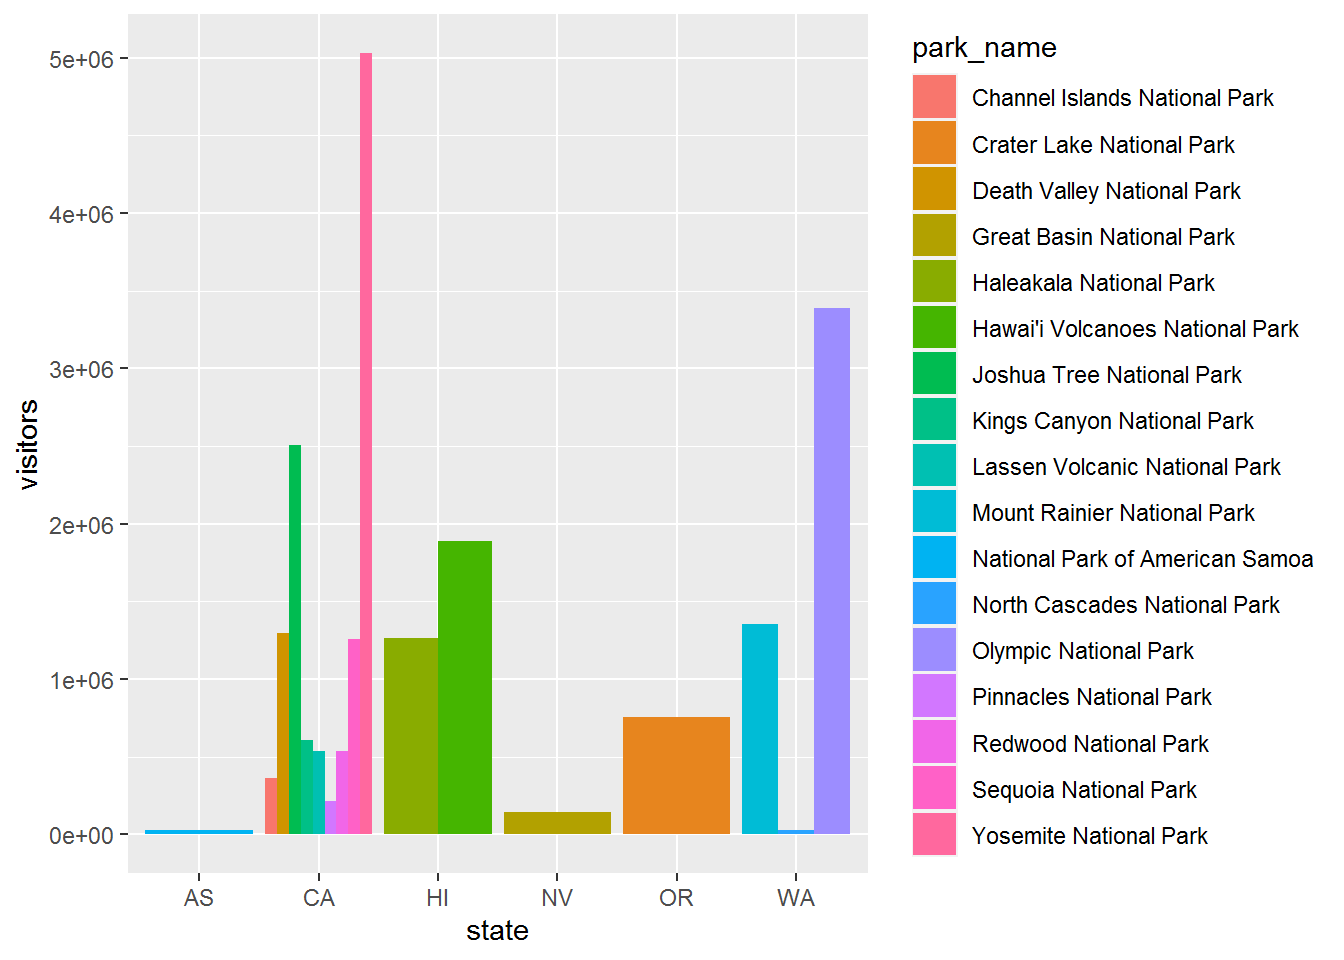 5e+06
4e+06
3e+06
2e+06
1e+06
0e+00
visitors
AS CA HI NV OR WA
state
park_name
Channel Islands National Park
Crater Lake National Park
Death Valley National Park
Great Basin National Park
Haleakala National Park
Hawai'i Volcanoes National Park
Joshua Tree National Park
Kings Canyon National Park
Lassen Volcanic National Park
Mount Rainier National Park
National Park of American Samoa
North Cascades National Park
Olympic National Park
Pinnacles National Park
Redwood National Park
Sequoia National Park
Yosemite National Park